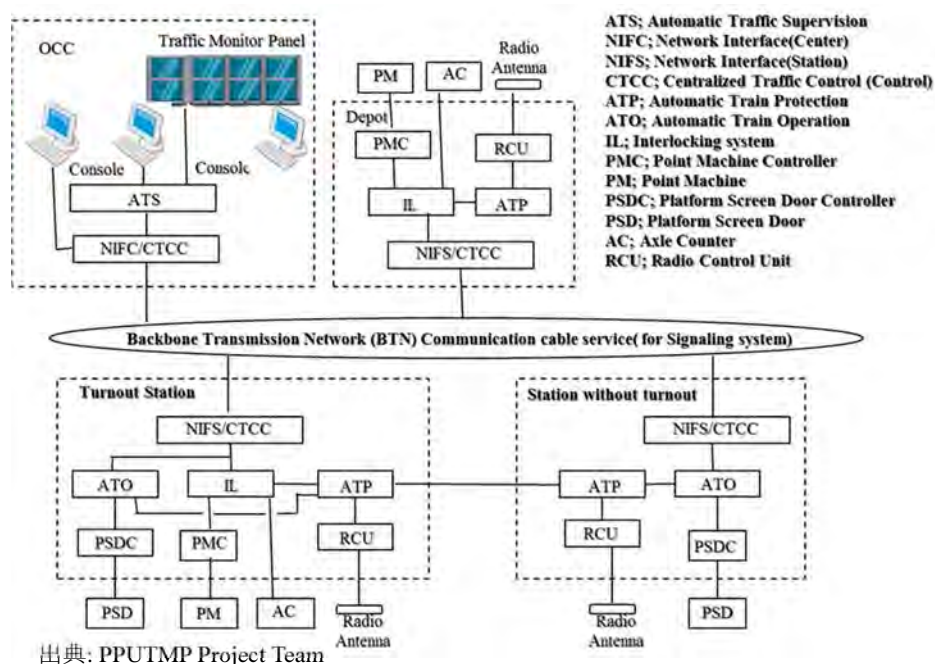 OCC
Traffic Monitor Panel
Console
Console
ATS
NIFC/CTCC
PM
AC
Radio
Antenna
Depot
PMC
RCU
IL
ATP
NIFS/CTCC
ATS; Automatic Traffic Supervision
NIFC; Network Interface(Center)
NIFS; Network Interface(Station)
CTCC; Centralized Traffic Control (Control)
ATP; Automatic Train Protection
ATO; Automatic Train Operation
IL; Interlocking system
PMC; Point Machine Controller
PM; Point Machine
PSDC; Platform Screen Door Controller
PSD; Platform Screen Door
AC; Axle Counter
RCU; Radio Control Unit
Backbone Transmission Network (BTN) Communication cable service( for Signaling system)
Turnout Station
NIFS/CTCC
ATO
IL
ATP
PSDC
PMC
RCU
PSD
PM
AC
Radio
Antenna
Station without turnout
NIFS/CTCC
ATP
ATO
RCU
PSDC
Radio
Antenna
PSD
出典: PPUTMP Project Team